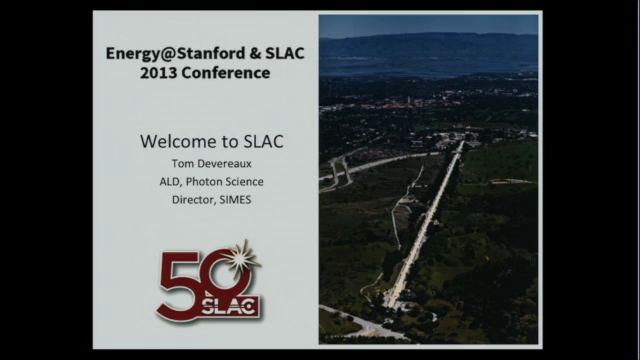 Energy@Stanford & SLAC
2013 Conference
Welcome to SLAC
Tom Devereaux
ALD, Photon Science
Director, SIMES
50
SLAC